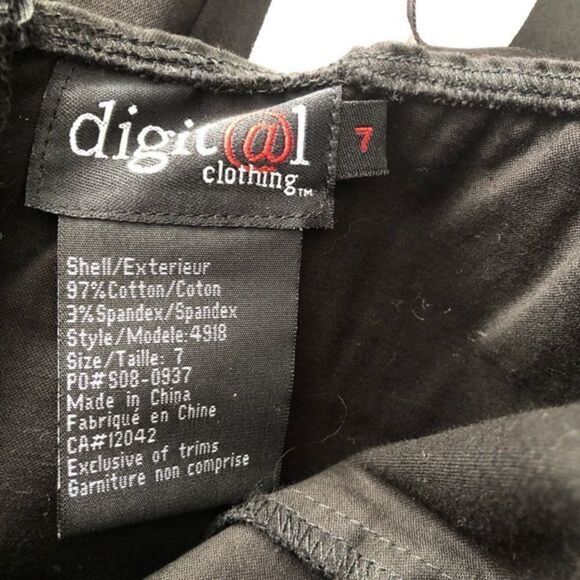 digit@l
clothing™
7
Shell/Exterieur
97%Cotton/Coton
3%Spandex/Spandex
Style/Modele:4918
Size/Taille: 7
PO#S08-0937
Made in China
Fabriqué en Chine
CA#12042
Exclusive of trims
Garniture non comprise